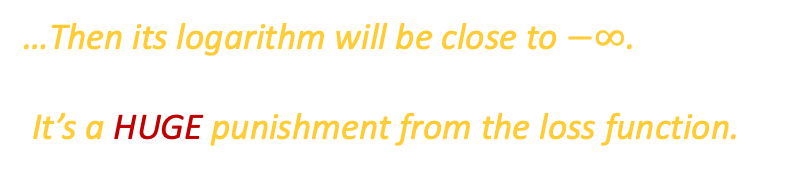 …Then its logarithm will be close to −∞.
It’s a HUGE punishment from the loss function.